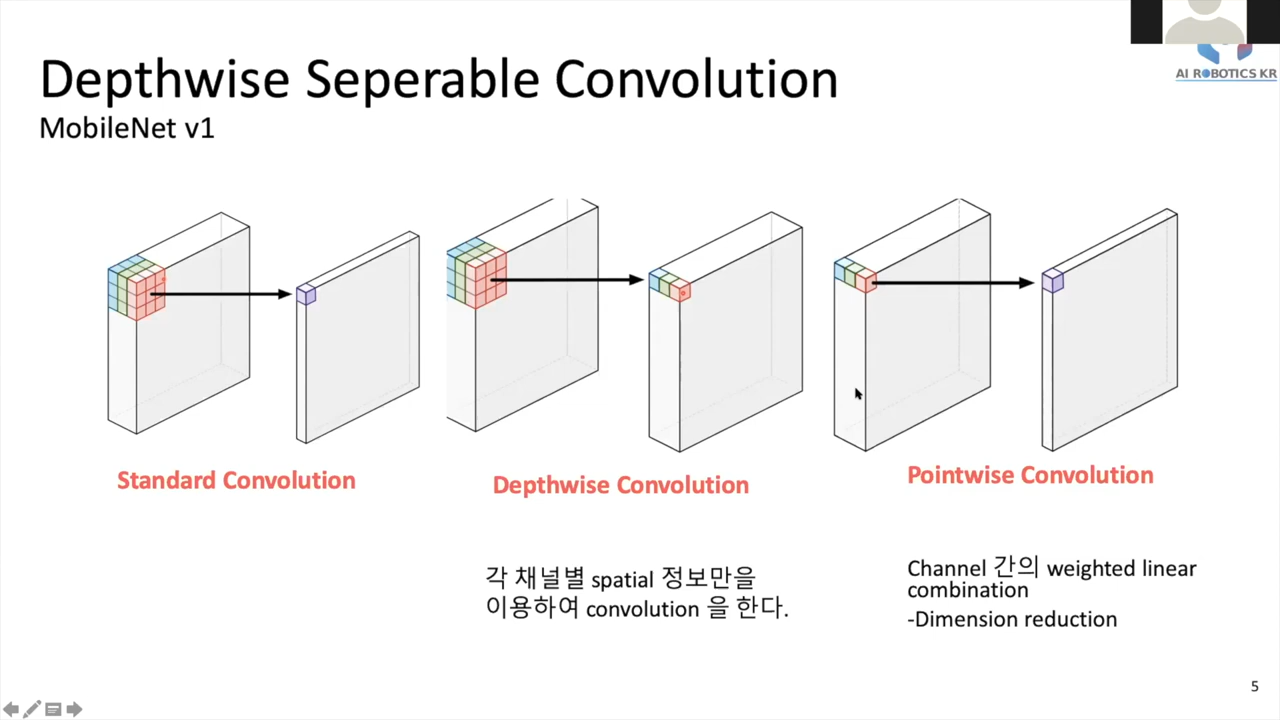 Depthwise Seperable Convolution
MobileNet v1
AI ROBOTICS KR
Standard Convolution
Depthwise Convolution
Pointwise Convolution
각 채널별 spatial 정보만을
이용하여 convolution 을 한다.
Channel 간의 weighted linear
combination
-Dimension reduction
5